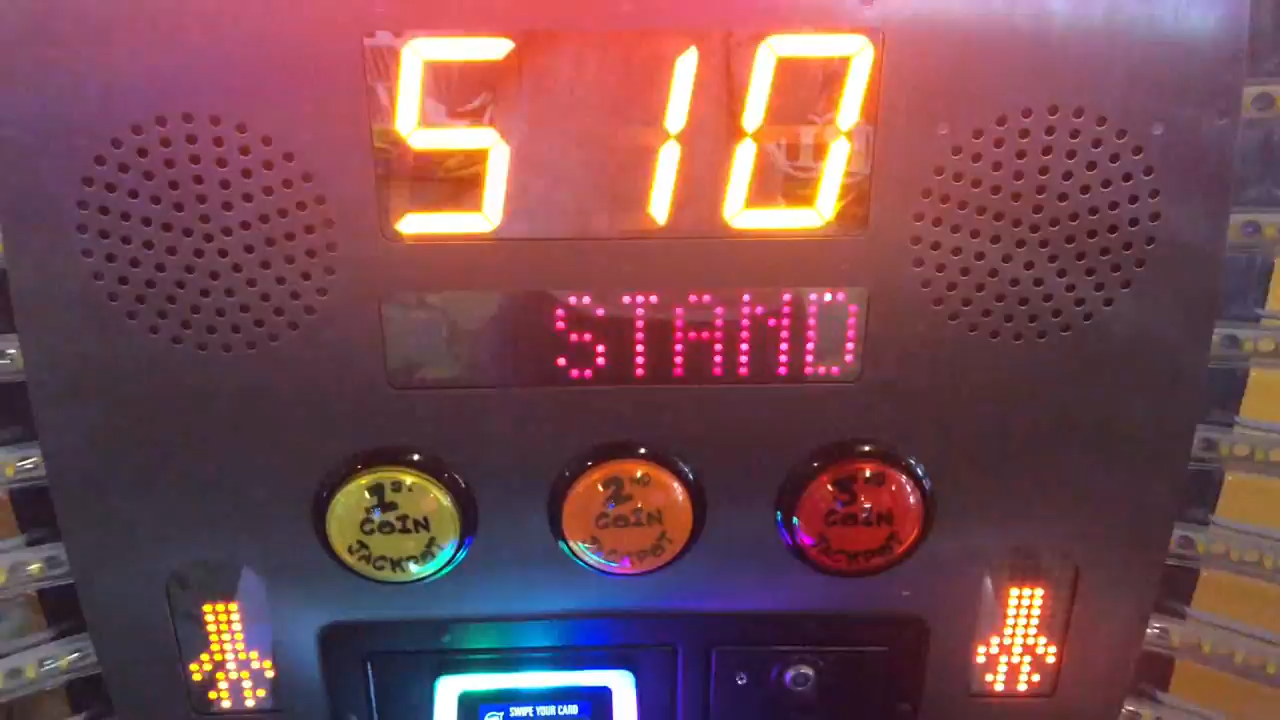 510
STAND
1ST COIN JACKPOT
2ND COIN JACKPOT
3RD COIN JACKPOT
SWIPE YOUR CARD